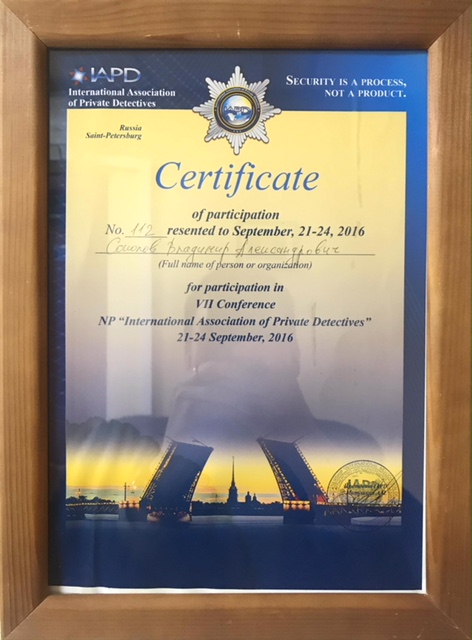 IAPD
International Association
of Private Detectives
SECURITY IS A PROCESS,
NOT A PRODUCT.
Russia
Saint-Petersburg
Certificate
of participation
No. 112 resented to September, 21-24, 2016
Владимир Александрович
(Full name of person or organization)
for participation in
VII Conference
NP “International Association of Private Detectives”
21-24 September, 2016